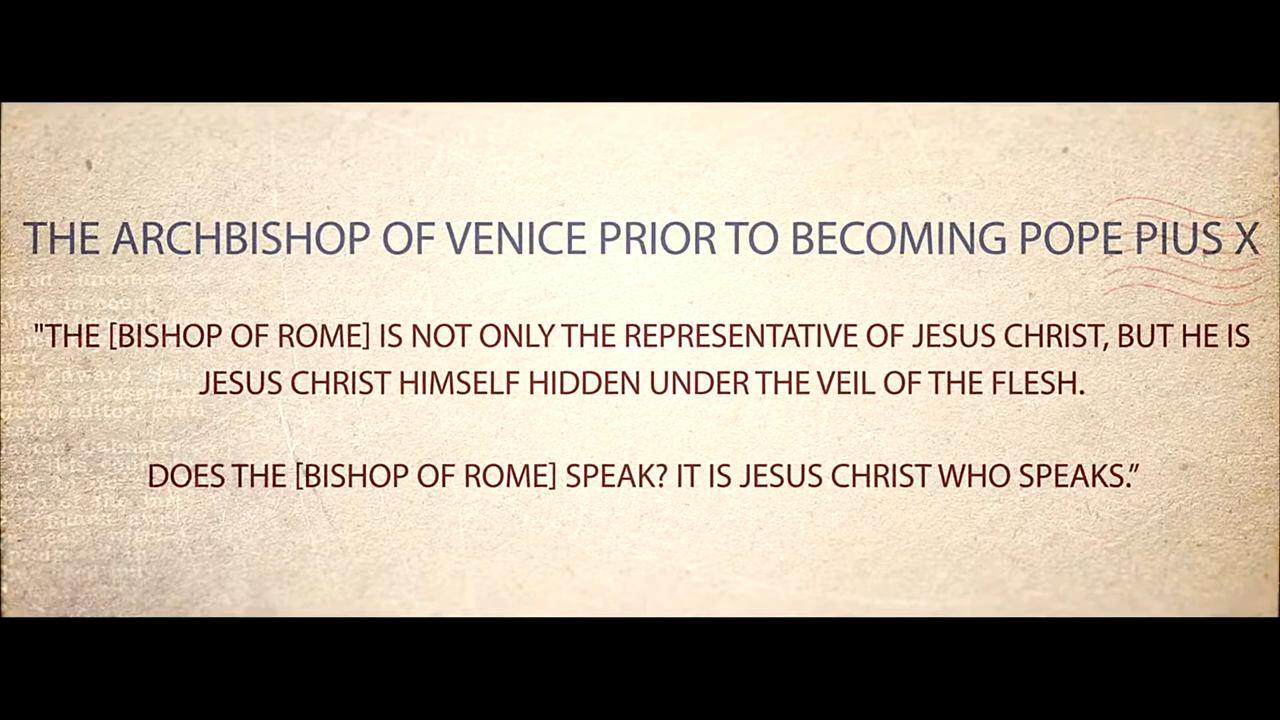 THE ARCHBISHOP OF VENICE PRIOR TO BECOMING POPE PIUS X
"THE [BISHOP OF ROME] IS NOT ONLY THE REPRESENTATIVE OF JESUS CHRIST, BUT HE IS
JESUS CHRIST HIMSELF HIDDEN UNDER THE VEIL OF THE FLESH.
DOES THE [BISHOP OF ROME] SPEAK? IT IS JESUS CHRIST WHO SPEAKS.”